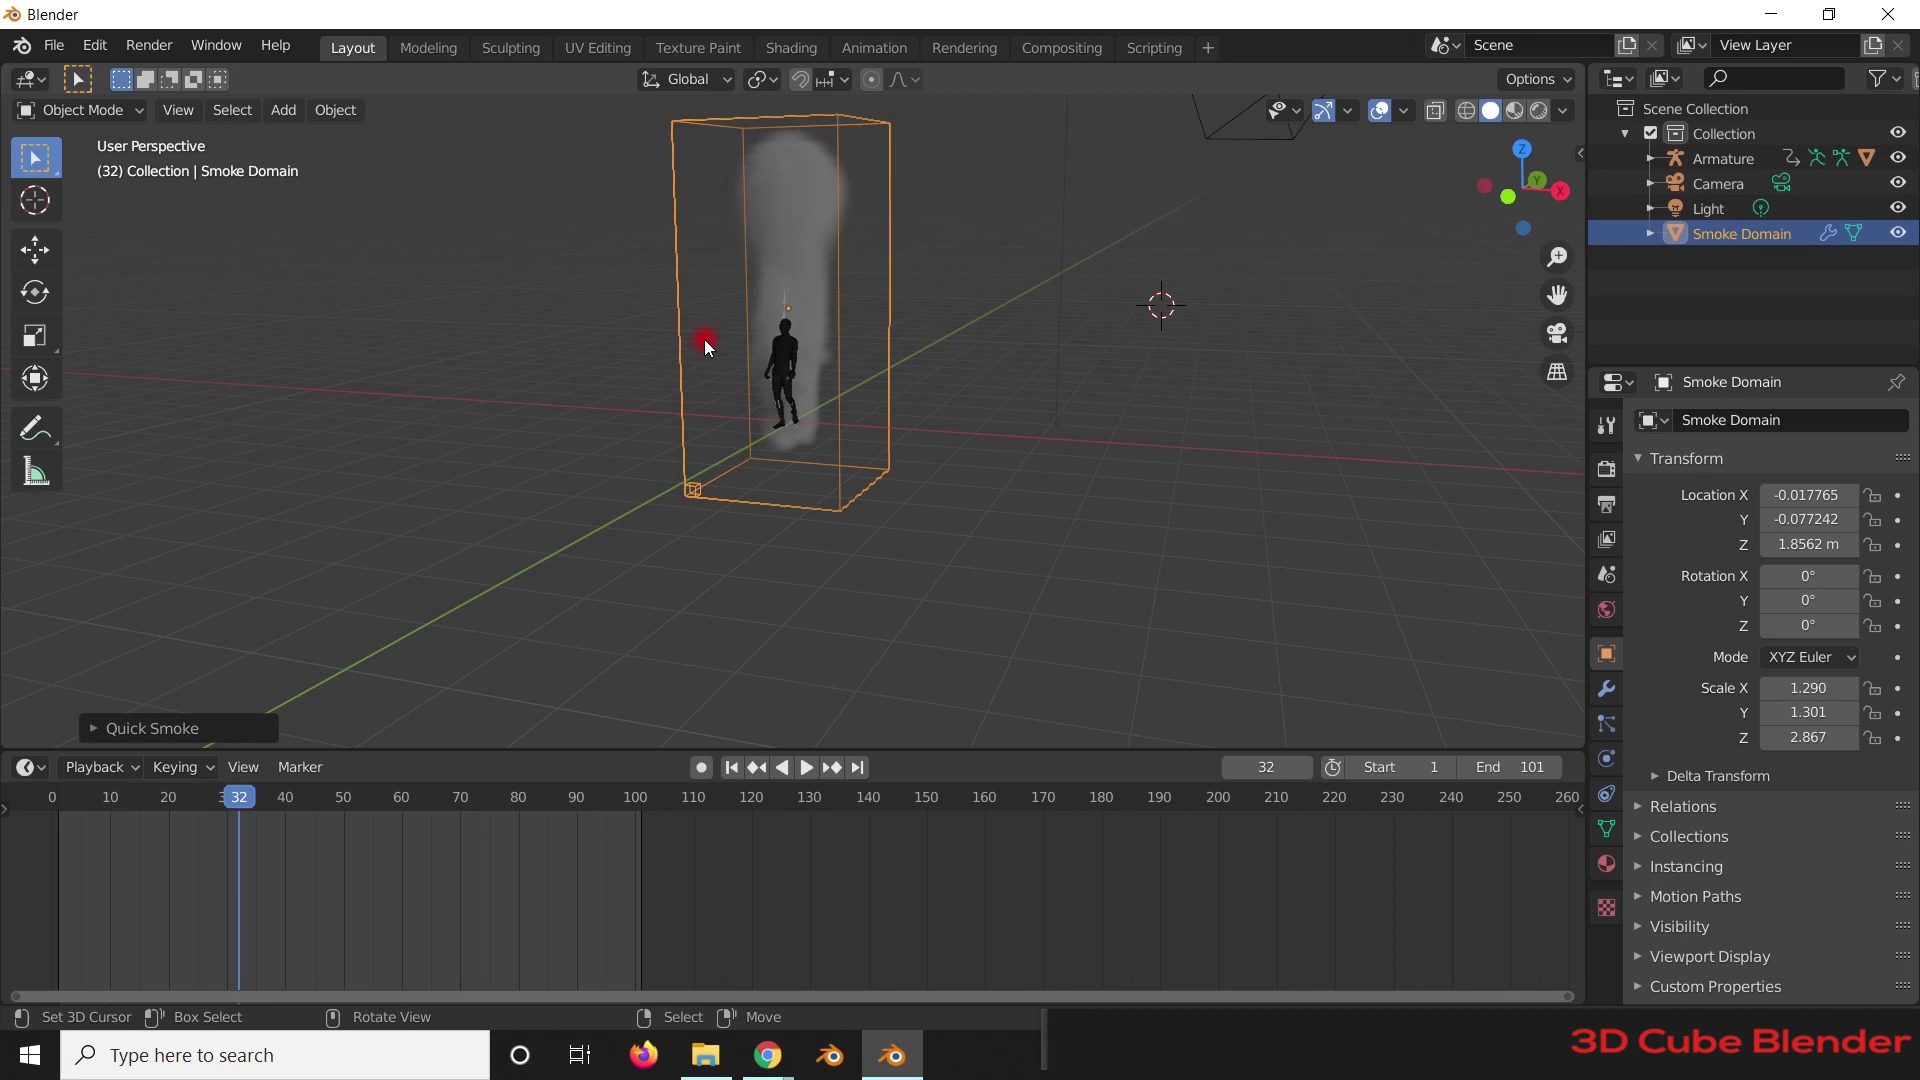 Blender
File Edit Render Window Help Layout Modeling Sculpting UV Editing Texture Paint Shading Animation Rendering Compositing Scripting + Scene View Layer
Global Options
Object Mode View Select Add Object
User Perspective
(32) Collection | Smoke Domain
Z
Y
X
Scene Collection
Collection
Armature
Camera
Light
Smoke Domain
Smoke Domain
Smoke Domain
Transform
Location X -0.017765
Y -0.077242
Z 1.8562 m
Rotation X 0°
Y 0°
Z 0°
Mode XYZ Euler
Scale X 1.290
Y 1.301
Z 2.867
Delta Transform
Relations
Collections
Instancing
Motion Paths
Visibility
Viewport Display
Custom Properties
Quick Smoke
Playback Keying View Marker 32 Start 1 End 101
0 10 20 32 40 50 60 70 80 90 100 110 120 130 140 150 160 170 180 190 200 210 220 230 240 250 260
Set 3D Cursor Box Select Rotate View Select Move
Type here to search
3D Cube Blender